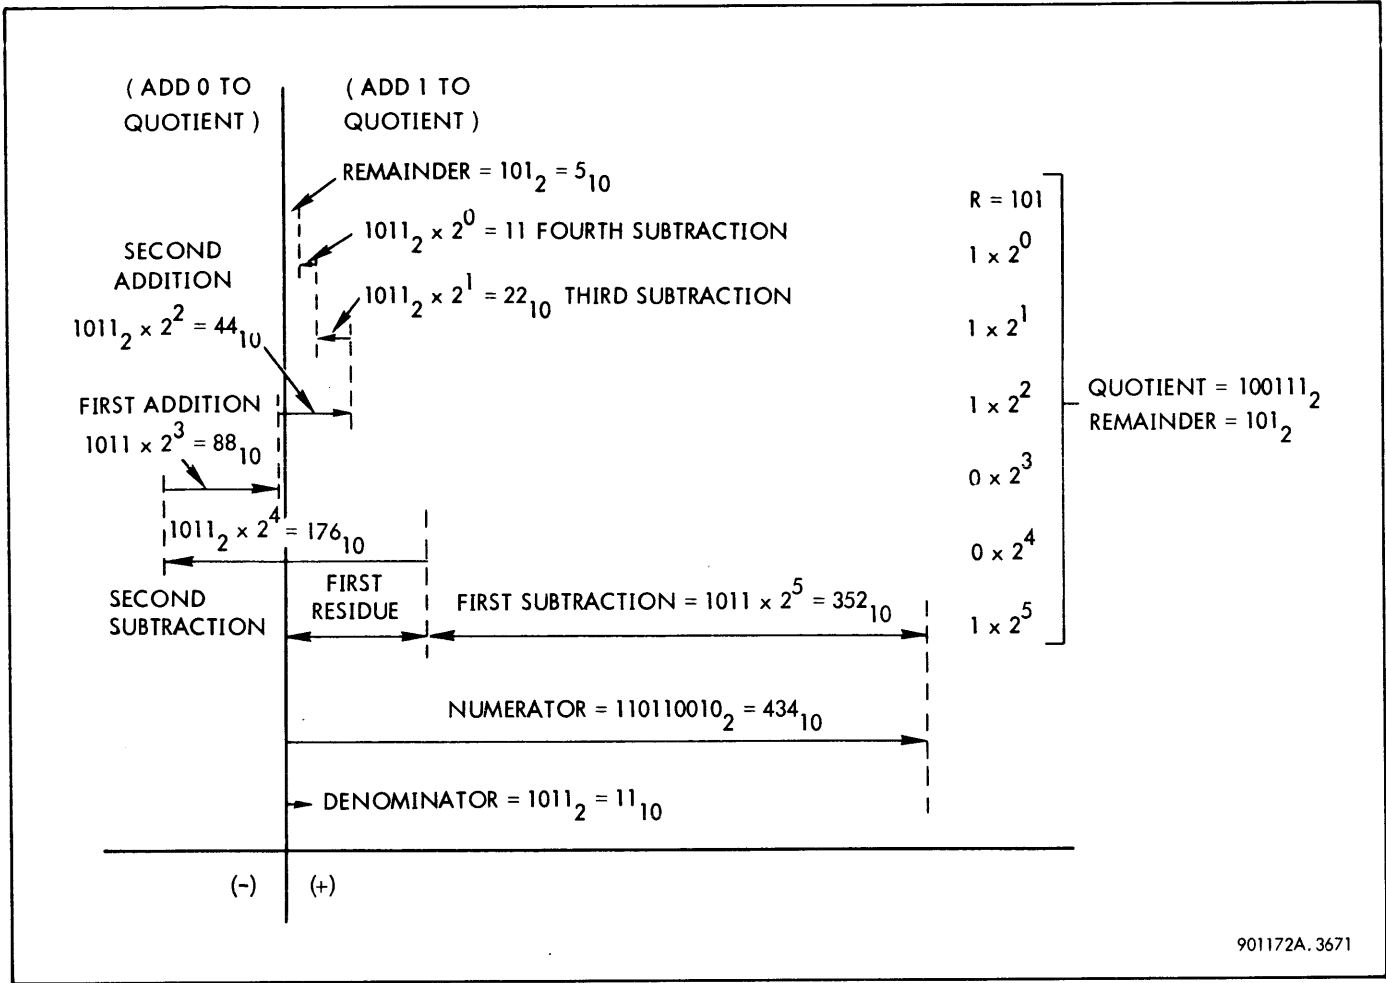 ( ADD 0 TO
QUOTIENT )
( ADD 1 TO
QUOTIENT )
REMAINDER = 101₂ = 5₁₀
1011₂ × 2⁰ = 11 FOURTH SUBTRACTION
SECOND
ADDITION
1011₂ × 2² = 44₁₀
1011₂ × 2¹ = 22₁₀ THIRD SUBTRACTION
FIRST ADDITION
1011 × 2³ = 88₁₀
1011₂ × 2⁴ = 176₁₀
SECOND
SUBTRACTION
FIRST
RESIDUE
FIRST SUBTRACTION = 1011 × 2⁵ = 352₁₀
NUMERATOR = 110110010₂ = 434₁₀
DENOMINATOR = 1011₂ = 11₁₀
(-)
(+)
R = 101
1 × 2⁰
1 × 2¹
1 × 2²
0 × 2³
0 × 2⁴
1 × 2⁵
QUOTIENT = 100111₂
REMAINDER = 101₂
901172A.3671